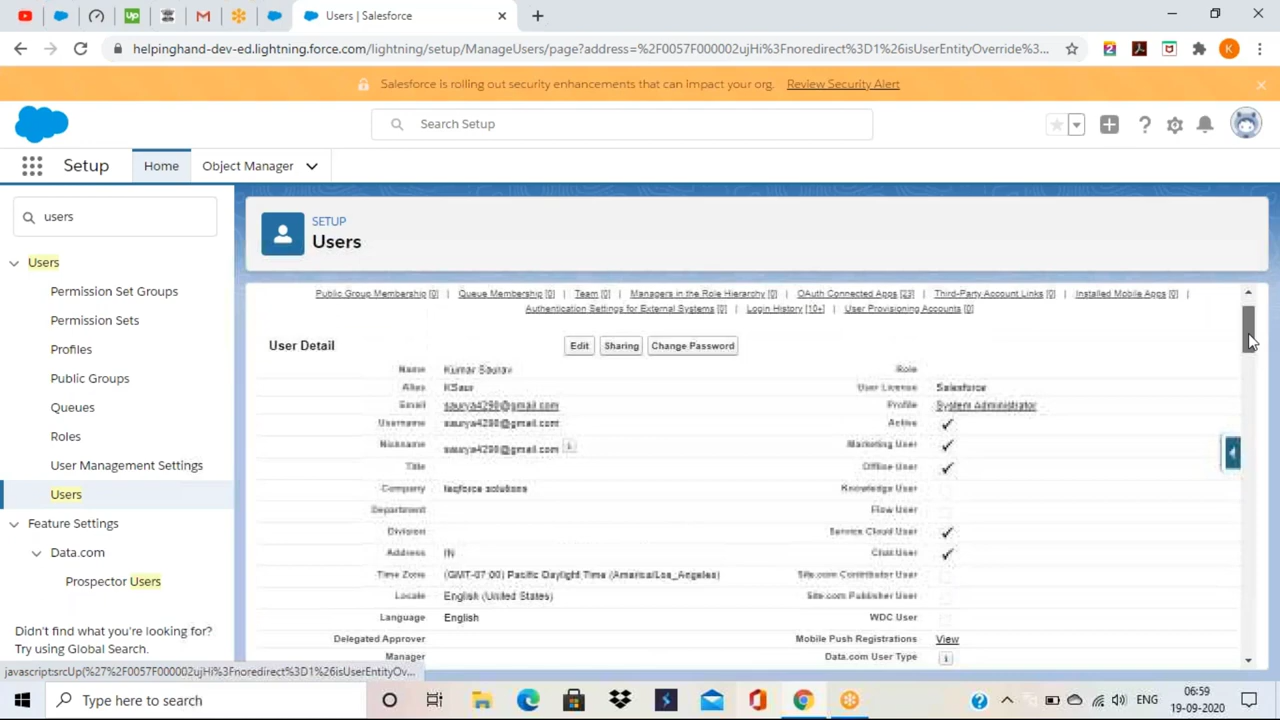 Users | Salesforce
helpinghand-dev-ed.lightning.force.com/lightning/setup/ManageUsers/page?address=%2F0057F000002ujHi%3Fnoredirect%3D1%26isUserEntityOverride%3...
Salesforce is rolling out security enhancements that can impact your org. Review Security Alert
Search Setup
Setup Home Object Manager
users
SETUP
Users
Users
Permission Set Groups
Permission Sets
Profiles
Public Groups
Queues
Roles
User Management Settings
Users
Feature Settings
Data.com
Prospector Users
Didn't find what you're looking for?
Try using Global Search.
Public Group Membership [0] | Queue Membership [0] | Team [0] | Managers in the Role Hierarchy [0] | OAuth Connected Apps [23] | Third-Party Account Links [0] | Installed Mobile Apps [0] |
Authentication Settings for External Systems [0] | Login History [10+] | User Provisioning Accounts [0]
User Detail Edit Sharing Change Password
Name Kumar Saurav Role
Alias KSaur User License Salesforce
Email saurya4290@gmail.com Profile System Administrator
Username saurya4290@gmail.com Active
Nickname saurya4290@gmail.com Marketing User
Title Offline User
Company Knowledge User
Department Flow User
Division Service Cloud User
Address IN Chat User
Time Zone (GMT-07:00) Pacific Daylight Time (America/Los_Angeles) Site.com Contributor User
Locale English (United States) Site.com Publisher User
Language English WDC User
Delegated Approver Mobile Push Registrations View
Manager Data.com User Type
javascript:srcUp(%27%2F0057F000002ujHi%3Fnoredirect%3D1%26isUserEntityOv...
Type here to search
ENG
06:59
19-09-2020